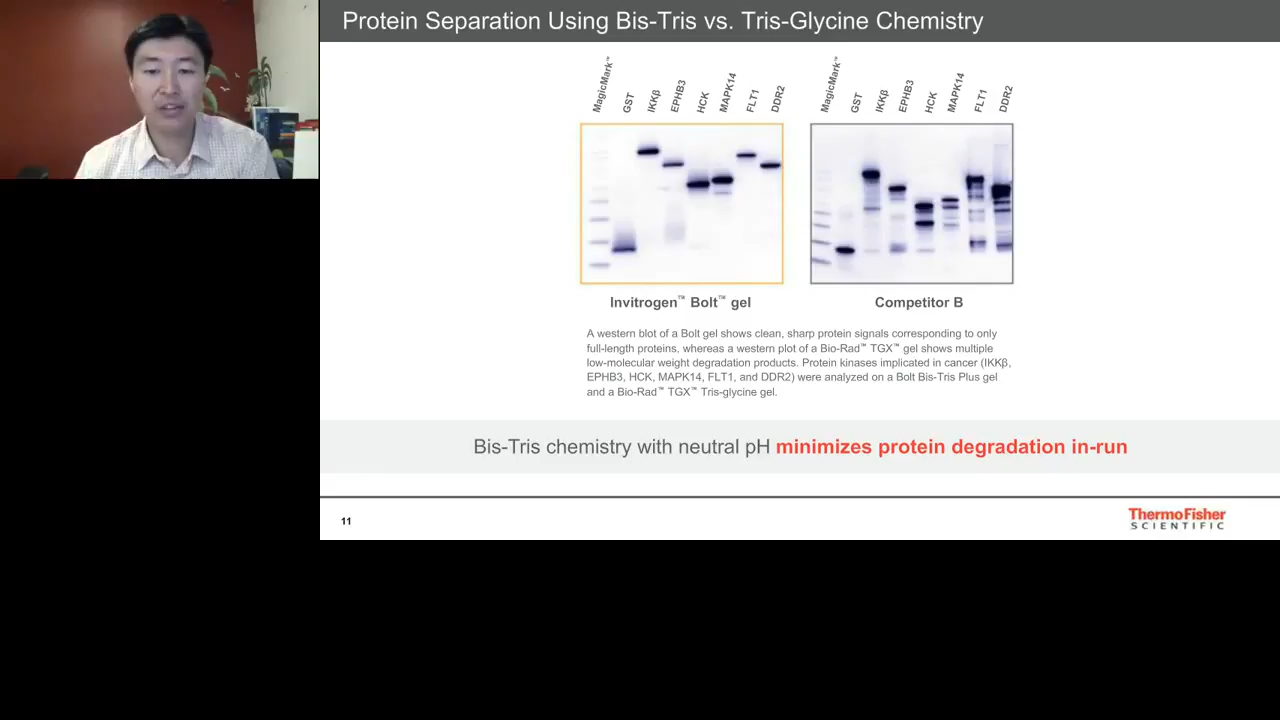 Protein Separation Using Bis-Tris vs. Tris-Glycine Chemistry
MagicMark™
GST
IKKβ
EPHB3
HCK
MAPK14
FLT1
DDR2
MagicMark™
GST
IKKβ
EPHB3
HCK
MAPK14
FLT1
DDR2
Invitrogen™ Bolt™ gel
Competitor B
A western blot of a Bolt gel shows clean, sharp protein signals corresponding to only
full-length proteins, whereas a western plot of a Bio-Rad™ TGX™ gel shows multiple
low-molecular weight degradation products. Protein kinases implicated in cancer (IKKβ,
EPHB3, HCK, MAPK14, FLT1, and DDR2) were analyzed on a Bolt Bis-Tris Plus gel
and a Bio-Rad™ TGX™ Tris-glycine gel.
Bis-Tris chemistry with neutral pH minimizes protein degradation in-run
11
ThermoFisher
SCIENTIFIC